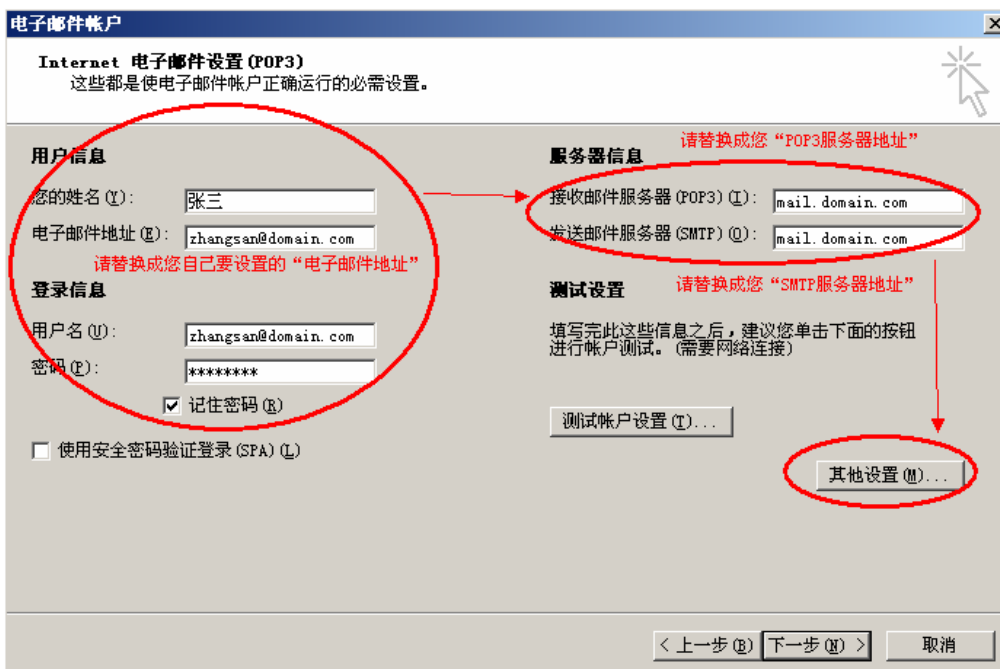 电子邮件帐户
Internet 电子邮件设置(POP3)
这些都是使电子邮件帐户正确运行的必需设置。
用户信息
您的姓名(Y):
张三
电子邮件地址(E):
zhangsan@domain.com
请替换成您自己要设置的“电子邮件地址”
登录信息
用户名(U):
zhangsan@domain.com
密码(P):
********
记住密码(R)
使用安全密码验证登录(SPA)(L)
请替换成您“POP3服务器地址”
服务器信息
接收邮件服务器(POP3)(I):
mail.domain.com
发送邮件服务器(SMTP)(O):
mail.domain.com
请替换成您“SMTP服务器地址”
测试设置
填写完此这些信息之后，建议您单击下面的按钮
进行帐户测试。(需要网络连接)
测试帐户设置(T)...
其他设置(M)...
< 上一步(B)
下一步(N) >
取消